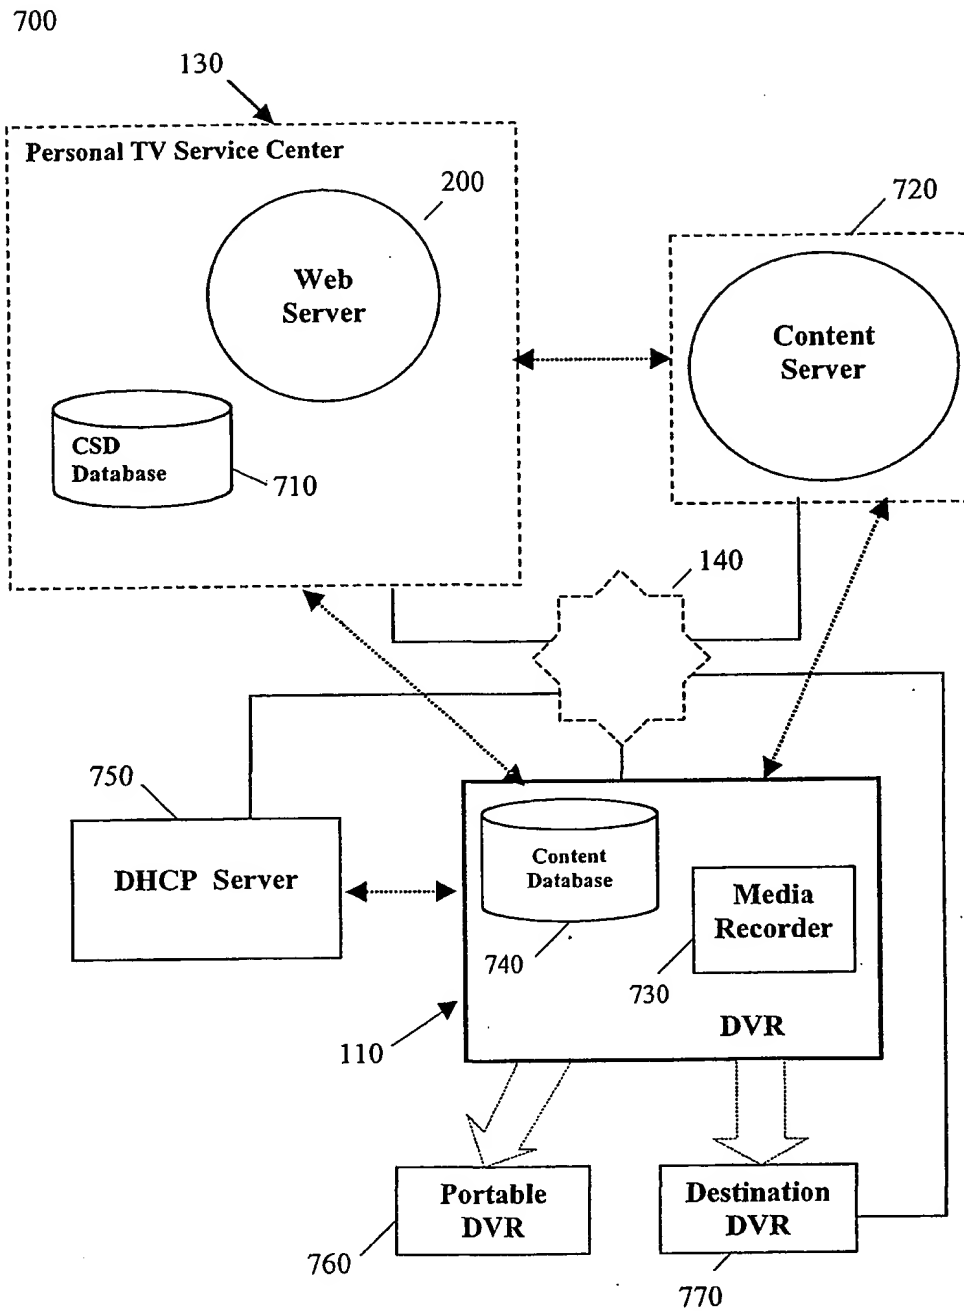 700
130
Personal TV Service Center
200
720
Web
Server
Content
Server
CSD
Database
710
140
750
DHCP Server
Content
Database
Media
Recorder
740
730
DVR
110
Portable
DVR
Destination
DVR
760
770